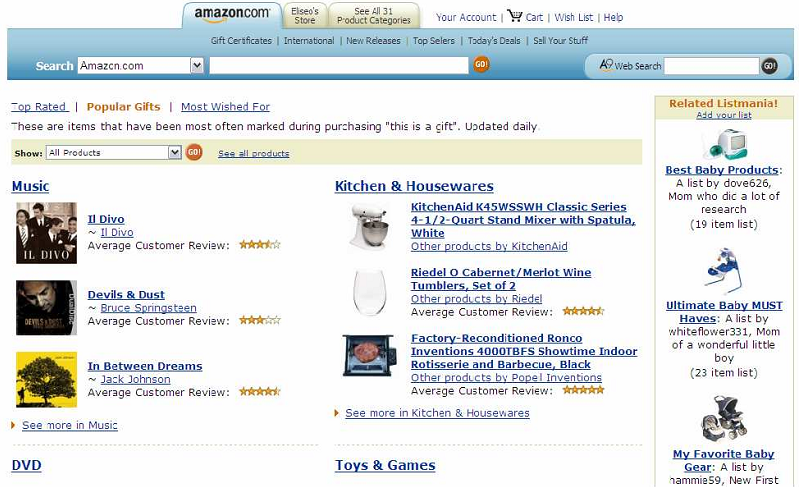 amazon.com
Eliseo's
Store
See All 31
Product Categories
Your Account | Cart | Wish List | Help
Gift Certificates | International | New Releases | Top Sellers | Today's Deals | Sell Your Stuff
Search Amazon.com GO!
A9 Web Search GO!
Top Rated | Popular Gifts | Most Wished For
These are items that have been most often marked during purchasing "this is a gift". Updated daily.
Show: All Products GO! See all products
Music
IL DIVO
Il Divo
~ Il Divo
Average Customer Review:
DEVILS & DUST
Devils & Dust
~ Bruce Springsteen
Average Customer Review:
In Between Dreams
~ Jack Johnson
Average Customer Review:
See more in Music
DVD
Kitchen & Housewares
KitchenAid K45WSSWH Classic Series
4-1/2-Quart Stand Mixer with Spatula,
White
Other products by KitchenAid
Riedel O Cabernet/Merlot Wine
Tumblers, Set of 2
Other products by Riedel
Average Customer Review:
Factory-Reconditioned Ronco
Inventions 4000TBFS Showtime Indoor
Rotisserie and Barbecue, Black
Other products by Popeil Inventions
Average Customer Review:
See more in Kitchen & Housewares
Toys & Games
Related Listmania!
Add your list
Best Baby Products:
A list by dove626,
Mom who dic a lot of
research
(19 item list)
Ultimate Baby MUST
Haves: A list by
whiteflower331, Mom
of a wonderful little
boy
(23 item list)
My Favorite Baby
Gear: A list by
nammie59, New First